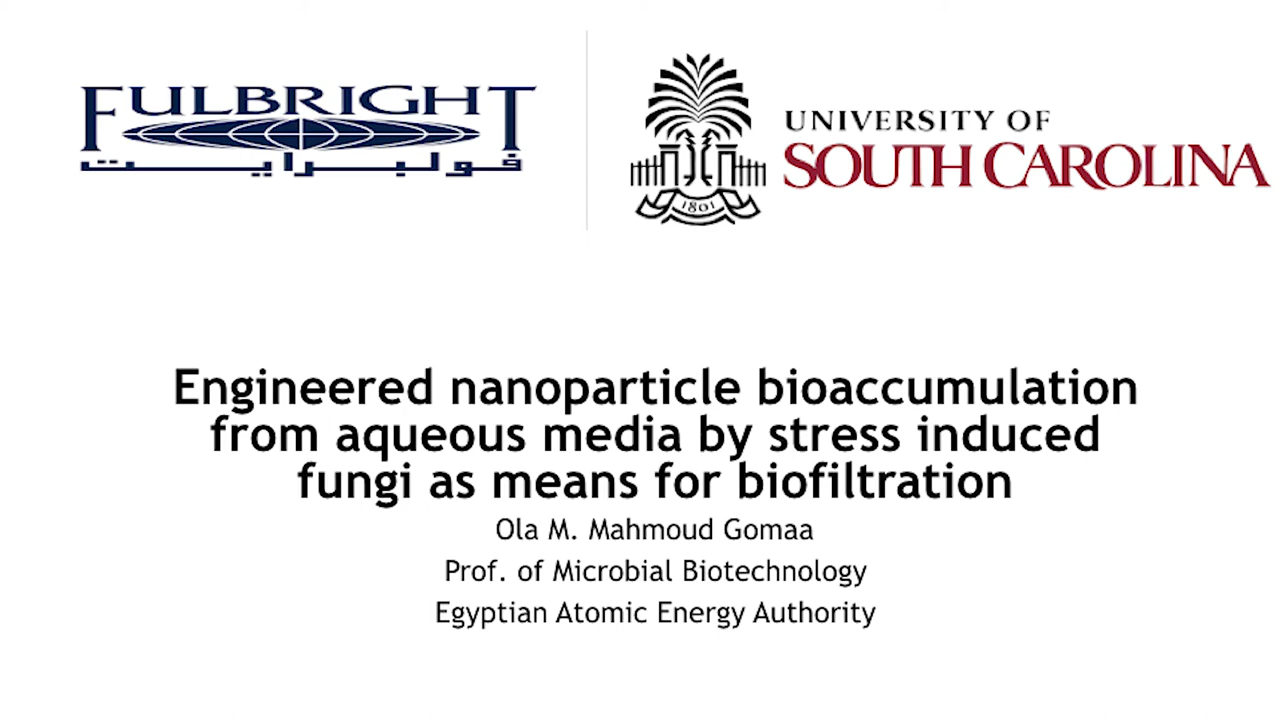 FULBRIGHT
فولبرايت
UNIVERSITY OF
SOUTH CAROLINA
1801
Engineered nanoparticle bioaccumulation
from aqueous media by stress induced
fungi as means for biofiltration
Ola M. Mahmoud Gomaa
Prof. of Microbial Biotechnology
Egyptian Atomic Energy Authority